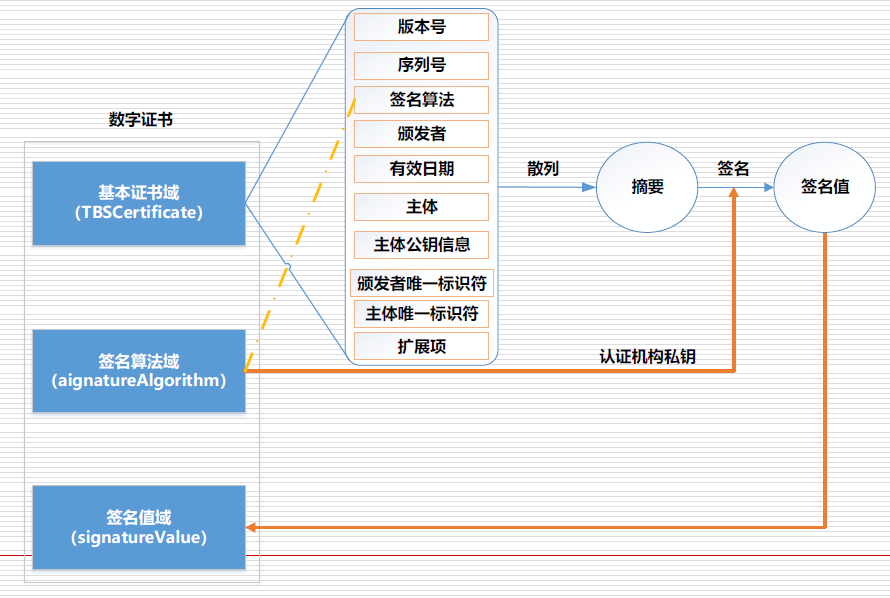 数字证书
基本证书域
（TBSCertificate）
签名算法域
（aignatureAlgorithm）
签名值域
（signatureValue）
版本号
序列号
签名算法
颁发者
有效日期
主体
主体公钥信息
颁发者唯一标识符
主体唯一标识符
扩展项
散列
摘要
签名
签名值
认证机构私钥